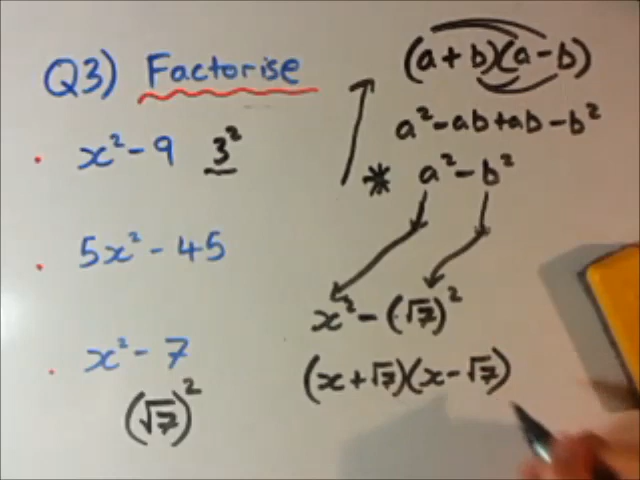 Q3) Factorise
x² - 9 3²
5x² - 45
x² - 7
(√7)²
(a + b)(a - b)
a² - ab + ab - b²
* a² - b²
x² - (√7)²
(x + √7)(x - √7)